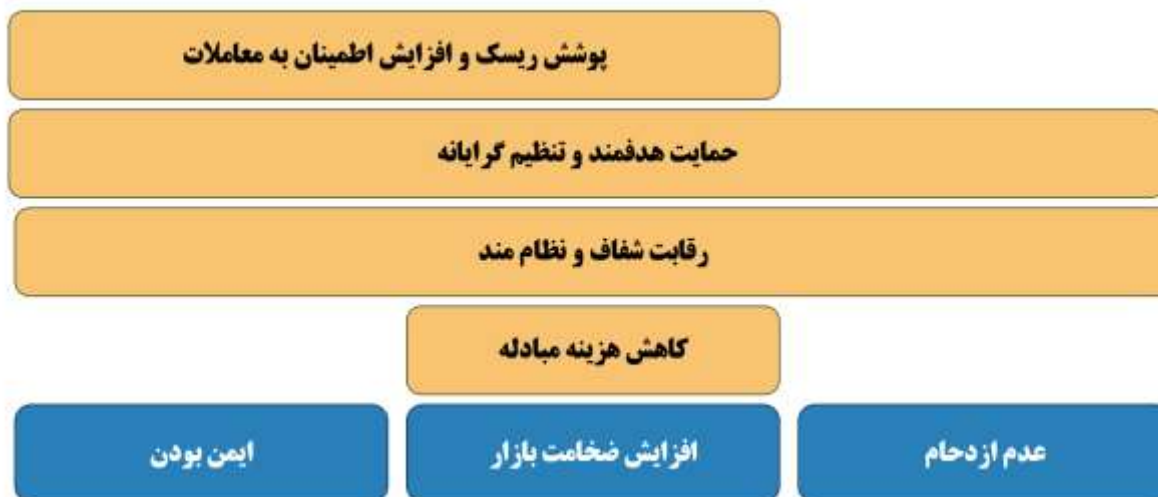 پوشش ریسک و افزایش اطمینان به معاملات
حمایت هدفمند و تنظیم گرایانه
رقابت شفاف و نظام مند
کاهش هزینه مبادله
عدم ازدحام
افزایش ضخامت بازار
ایمن بودن